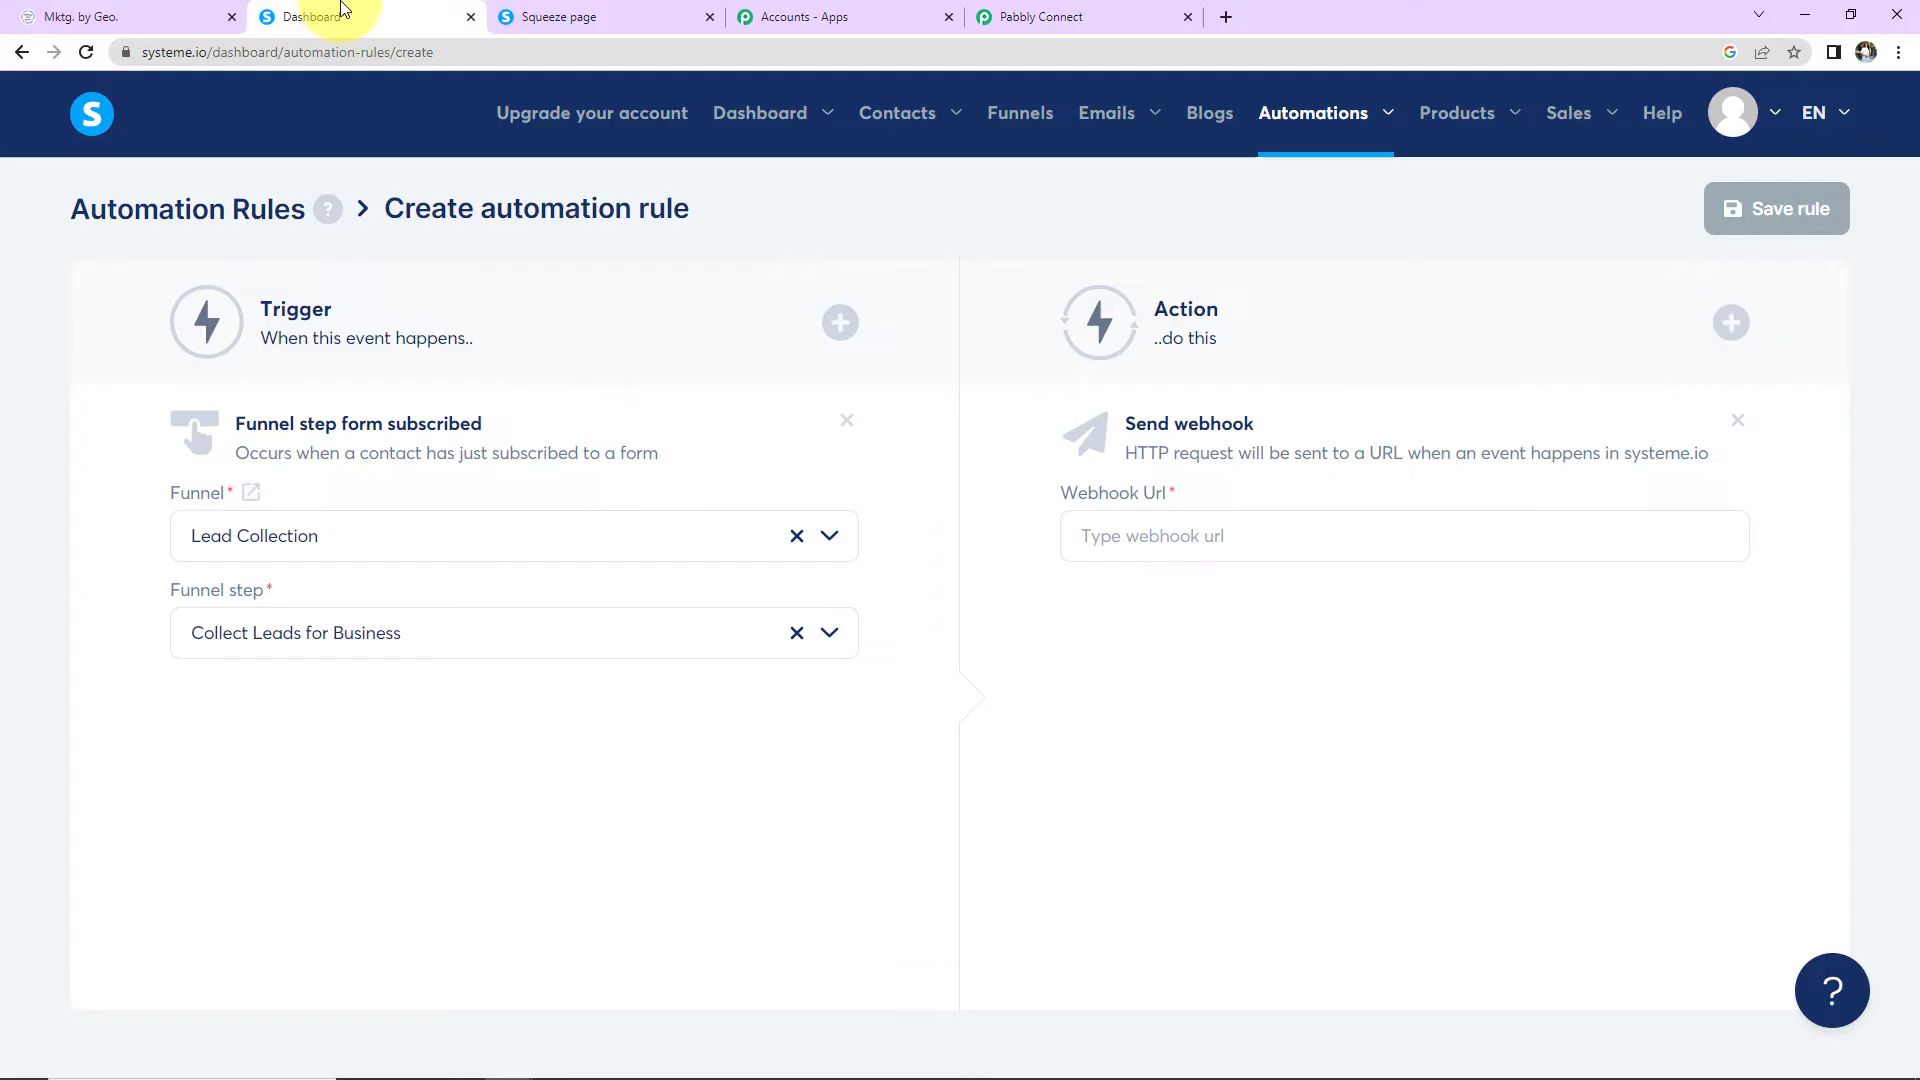 Mktg. by Geo.
Dashboard
Squeeze page
Accounts - Apps
Pabbly Connect
systeme.io/dashboard/automation-rules/create
S
Upgrade your account
Dashboard
Contacts
Funnels
Emails
Blogs
Automations
Products
Sales
Help
EN
Automation Rules ? > Create automation rule
Save rule
Trigger
When this event happens..
Action
..do this
Funnel step form subscribed
Occurs when a contact has just subscribed to a form
Funnel*
Lead Collection
Funnel step*
Collect Leads for Business
Send webhook
HTTP request will be sent to a URL when an event happens in systeme.io
Webhook Url*
Type webhook url
?